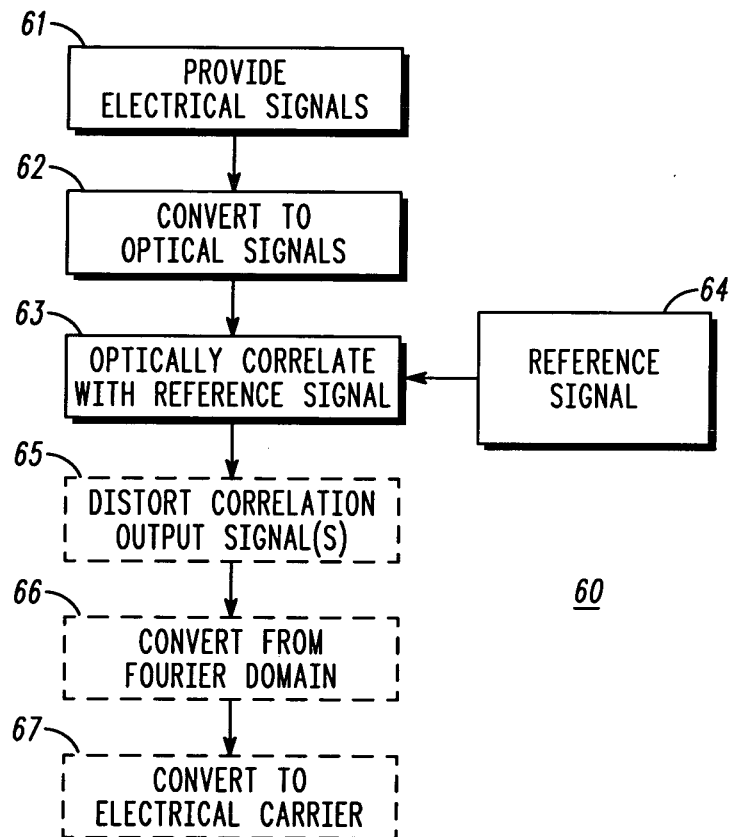 61
PROVIDE
ELECTRICAL SIGNALS
62
CONVERT TO
OPTICAL SIGNALS
63
OPTICALLY CORRELATE
WITH REFERENCE SIGNAL
64
REFERENCE
SIGNAL
65
DISTORT CORRELATION
OUTPUT SIGNAL(S)
66
CONVERT FROM
FOURIER DOMAIN
60
67
CONVERT TO
ELECTRICAL CARRIER